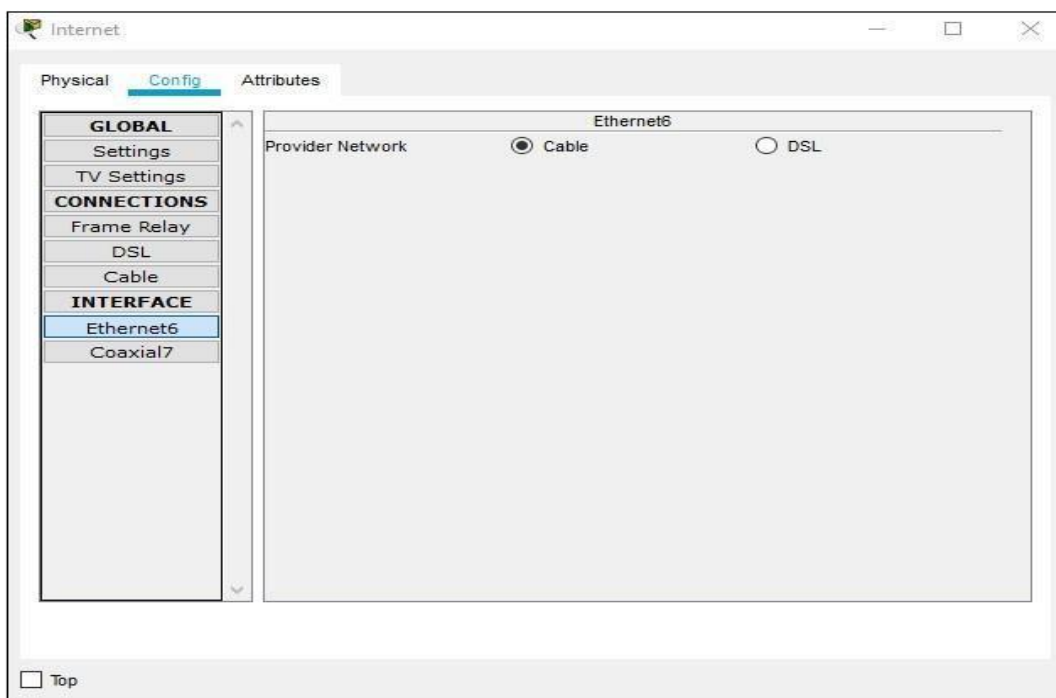 Internet
Physical Config Attributes
GLOBAL
Settings
TV Settings
CONNECTIONS
Frame Relay
DSL
Cable
INTERFACE
Ethernet6
Coaxial7
Ethernet6
Provider Network Cable DSL
Top